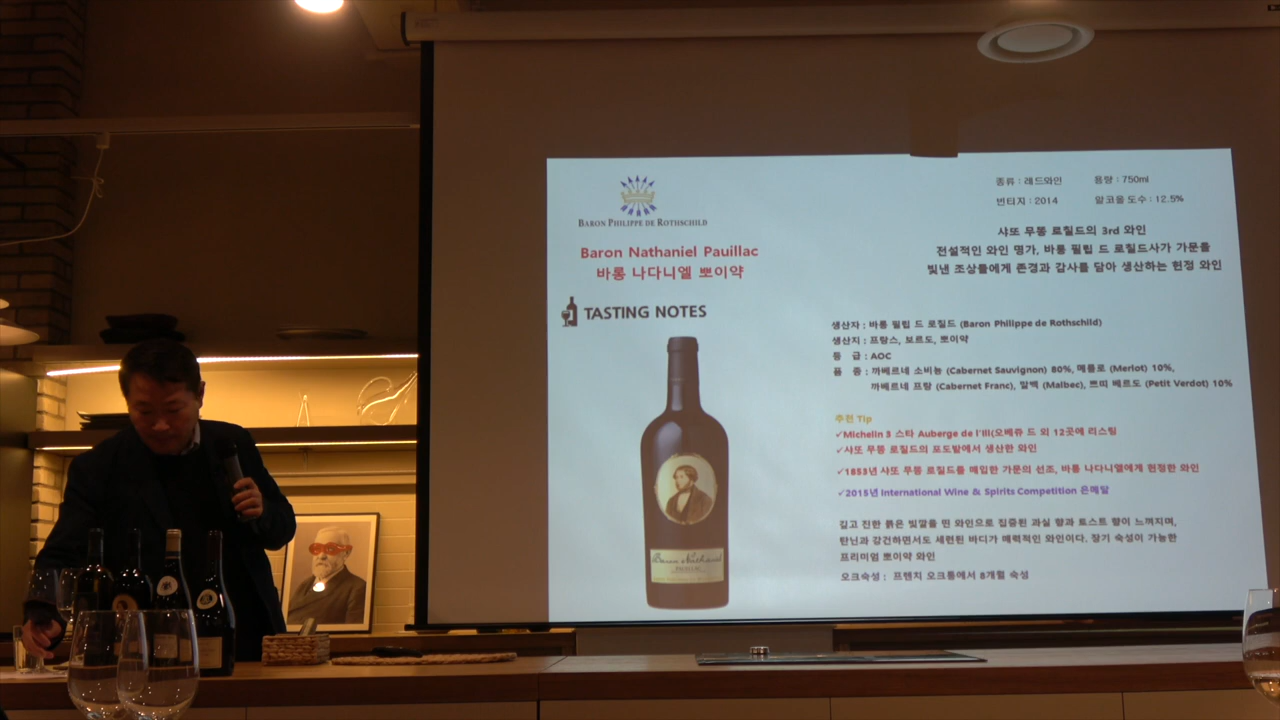 BARON PHILIPPE DE ROTHSCHILD
Baron Nathaniel Pauillac
바롱 나다니엘 뽀이약
TASTING NOTES
Baron Nathaniel
PAUILLAC
종류 : 레드와인 용량 : 750ml
빈티지 : 2014 알코올 도수 : 12.5%
샤또 무똥 로칠드의 3rd 와인
전설적인 와인 명가, 바롱 필립 드 로칠드사가 가문을
빛낸 조상들에게 존경과 감사를 담아 생산하는 헌정 와인
생산자 : 바롱 필립 드 로칠드 (Baron Philippe de Rothschild)
생산지 : 프랑스, 보르도, 뽀이약
등 급 : AOC
품 종 : 까베르네 소비뇽 (Cabernet Sauvignon) 80%, 메를로 (Merlot) 10%,
까베르네 프랑 (Cabernet Franc), 말벡 (Malbec), 쁘띠 베르도 (Petit Verdot) 10%
추천 Tip
✓Michelin 3 스타 Auberge de l'Ill(오베쥬 드 외 12곳에 리스팅
✓샤또 무똥 로칠드의 포도밭에서 생산한 와인
✓1853년 샤또 무똥 로칠드를 매입한 가문의 선조, 바롱 나다니엘에게 헌정한 와인
✓2015년 International Wine & Spirits Competition 은메달
깊고 진한 붉은 빛깔을 띤 와인으로 집중된 과실 향과 토스트 향이 느껴지며,
탄닌과 강건하면서도 세련된 바디가 매력적인 와인이다. 장기 숙성이 가능한
프리미엄 뽀이약 와인
오크숙성 : 프렌치 오크통에서 8개월 숙성